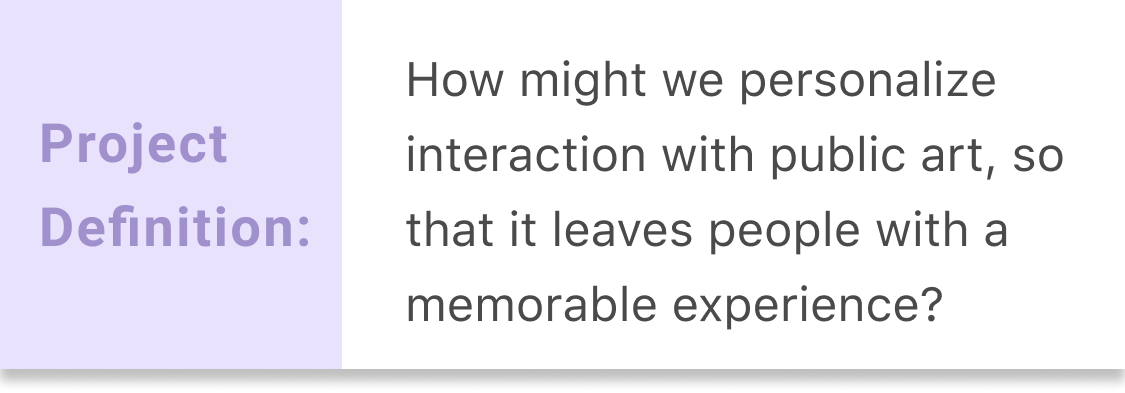 Project
Definition:
How might we personalize
interaction with public art, so
that it leaves people with a
memorable experience?